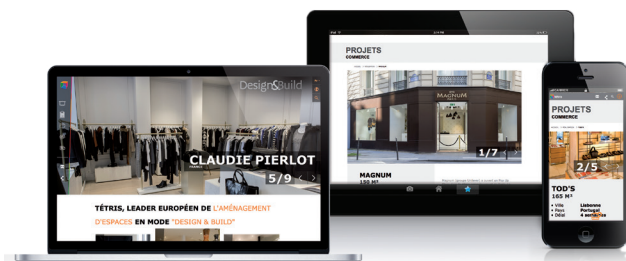 Design&Build
CLAUDIE PIERLOT
FRANCE
5/9
TÉTRIS, LEADER EUROPÉEN DE L'AMÉNAGEMENT
D'ESPACES EN MODE "DESIGN & BUILD"
PROJETS
COMMERCE
MAGNUM
1/7
MAGNUM
150 M²
PROJETS
COMMERCE
2/5
TOD'S
165 M²
• Ville Lisbonne
• Pays Portugal
• Délai 4 semaines